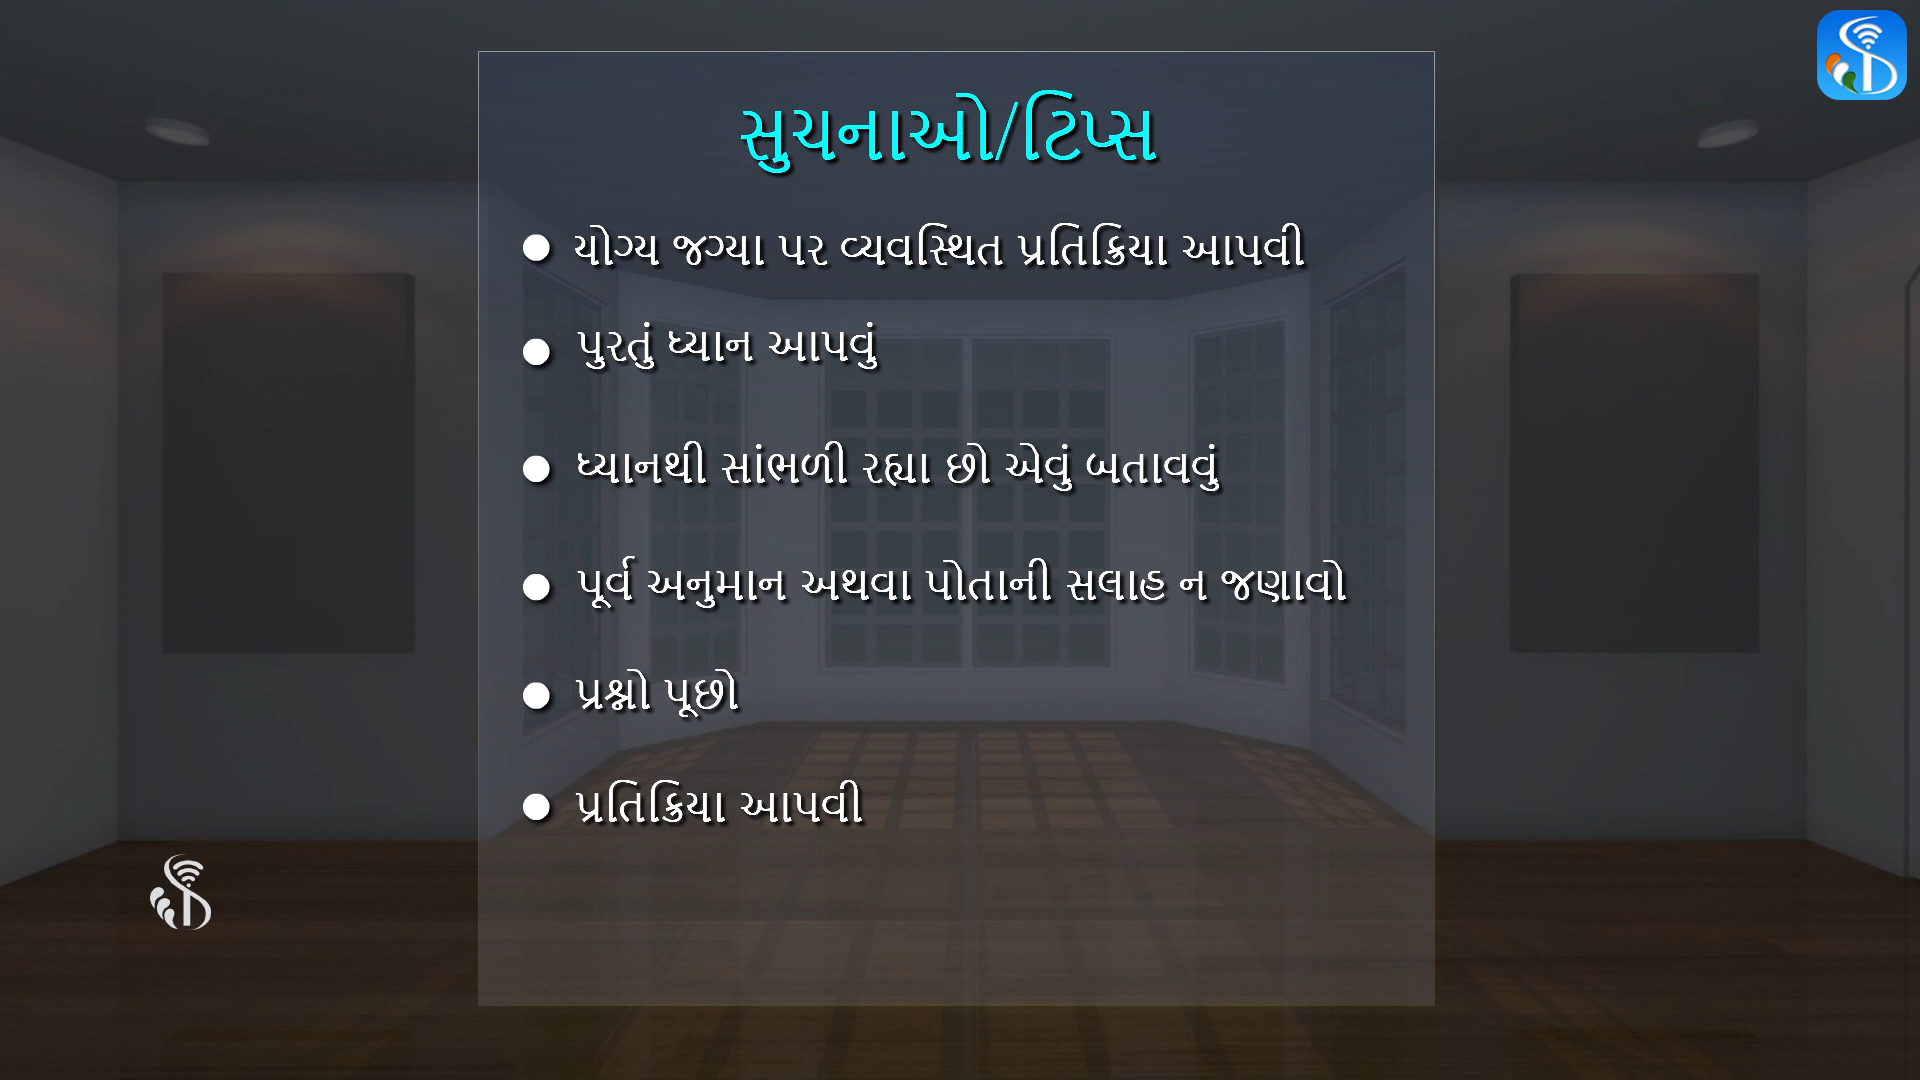 સુચનાઓ/ટિપ્સ
યોગ્ય જગ્યા પર વ્યવસ્થિત પ્રતિક્રિયા આપવી
પુરતું ધ્યાન આપવું
ધ્યાનથી સાંભળી રહ્યા છો એવું બતાવવું
પૂર્વ અનુમાન અથવા પોતાની સલાહ ન જણાવો
પ્રશ્નો પૂછો
પ્રતિક્રિયા આપવી